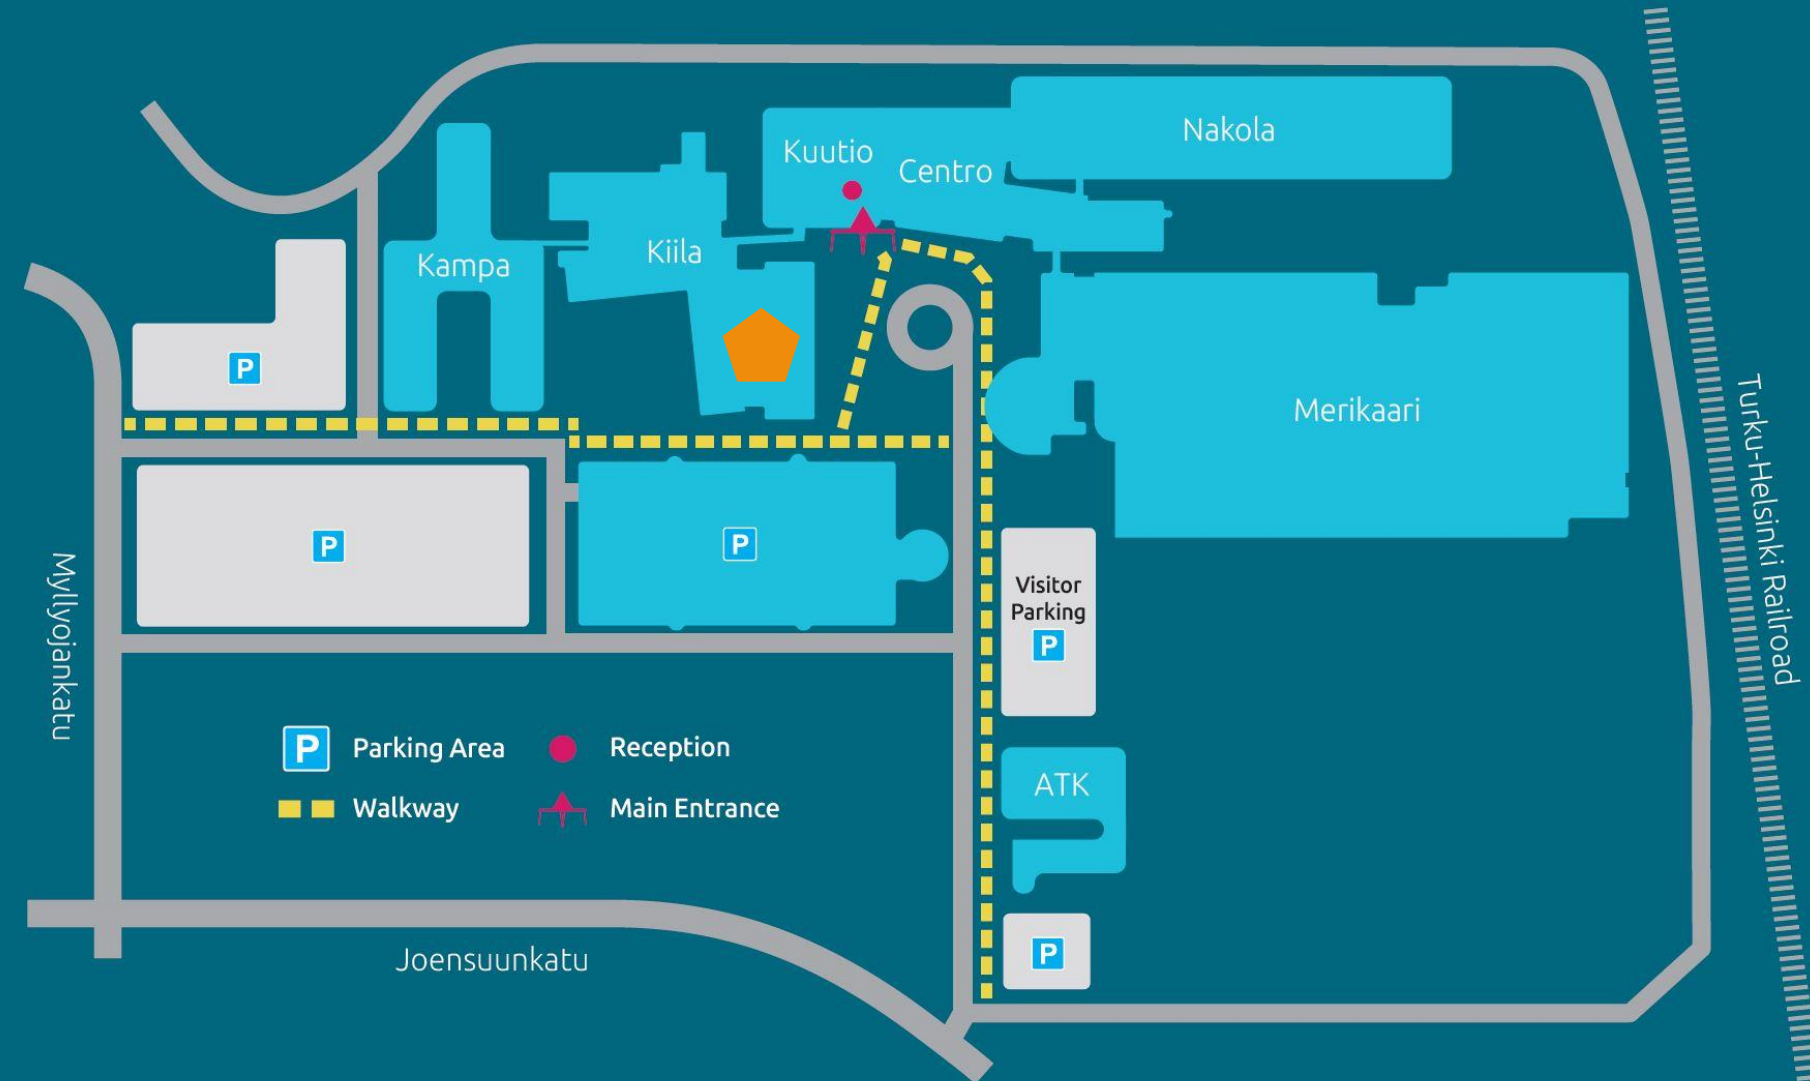 Nakola
Kuutio
Centro
Kiila
Kampa
P
Merikaari
Turku-Helsinki Railroad
P
P
Visitor
Parking
P
Myllyojankatu
P Parking Area
Reception
Walkway
Main Entrance
ATK
P
Joensuunkatu